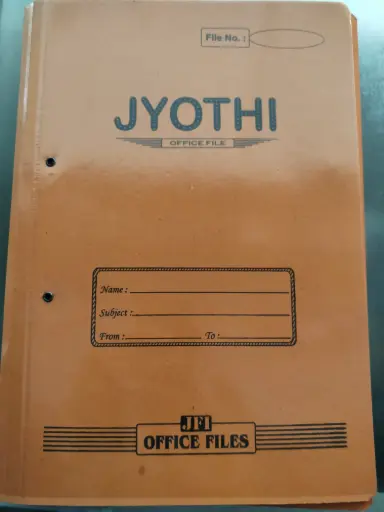 File No. :
JYOTHI
OFFICE FILE
Name :
Subject :
From : To :
JFI
OFFICE FILES